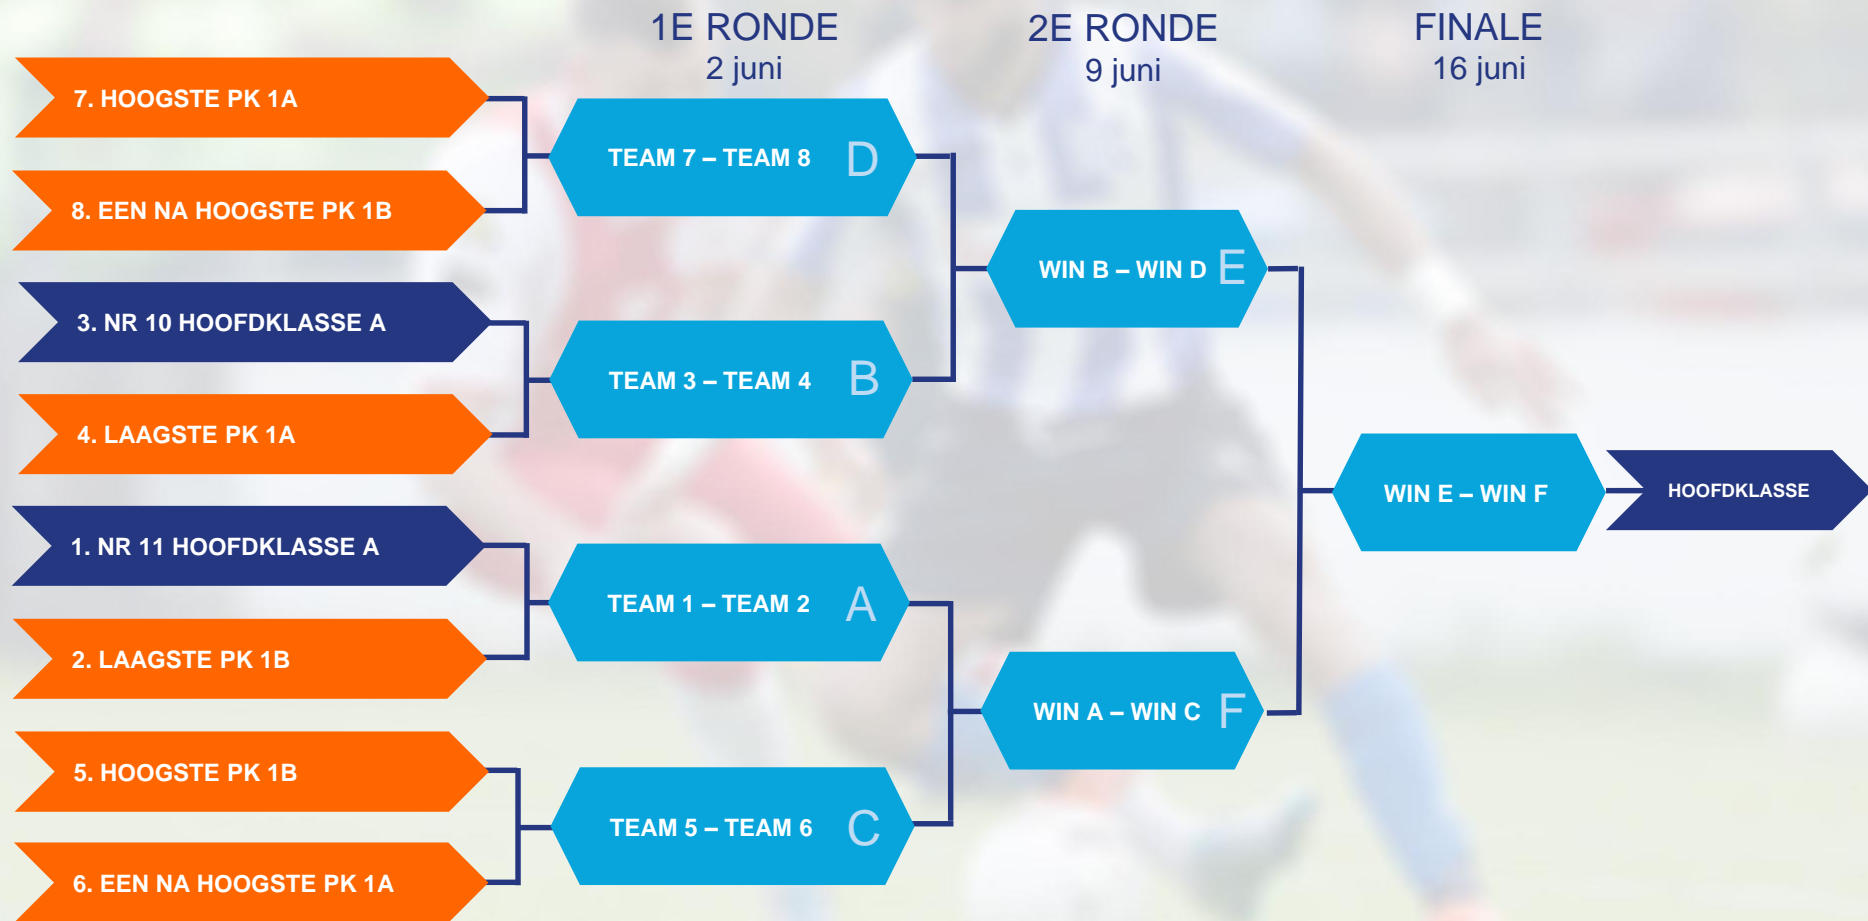 1E RONDE
2 juni
2E RONDE
9 juni
FINALE
16 juni
7. HOOGSTE PK 1A
8. EEN NA HOOGSTE PK 1B
TEAM 7 – TEAM 8 D
3. NR 10 HOOFDKLASSE A
4. LAAGSTE PK 1A
TEAM 3 – TEAM 4 B
WIN B – WIN D E
1. NR 11 HOOFDKLASSE A
2. LAAGSTE PK 1B
TEAM 1 – TEAM 2 A
5. HOOGSTE PK 1B
6. EEN NA HOOGSTE PK 1A
TEAM 5 – TEAM 6 C
WIN A – WIN C F
WIN E – WIN F
HOOFDKLASSE